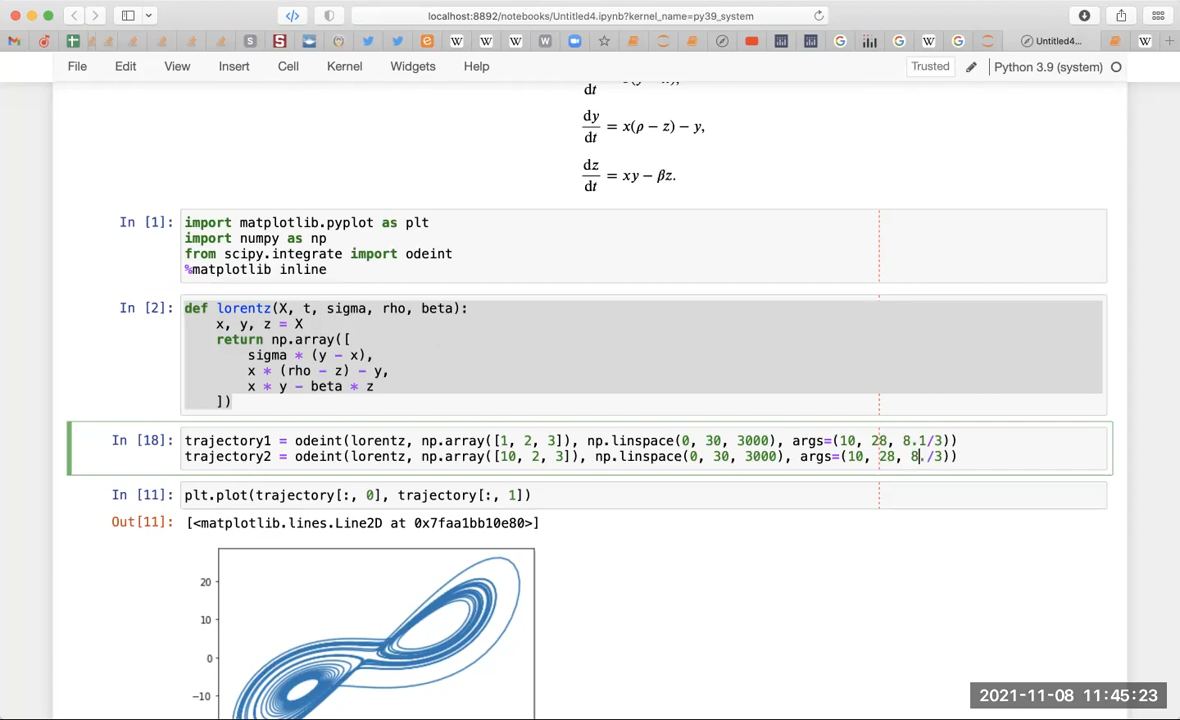 localhost:8892/notebooks/Untitled4.ipynb?kernel_name=py39_system
Untitled4...
File Edit View Insert Cell Kernel Widgets Help
Trusted Python 3.9 (system)
dt
dy
dt = x(ρ − z) − y,
dz
dt = xy − βz.
In [1]: import matplotlib.pyplot as plt
import numpy as np
from scipy.integrate import odeint
%matplotlib inline
In [2]: def lorentz(X, t, sigma, rho, beta):
x, y, z = X
return np.array([
sigma * (y - x),
x * (rho - z) - y,
x * y - beta * z
])
In [18]: trajectory1 = odeint(lorentz, np.array([1, 2, 3]), np.linspace(0, 30, 3000), args=(10, 28, 8.1/3))
trajectory2 = odeint(lorentz, np.array([10, 2, 3]), np.linspace(0, 30, 3000), args=(10, 28, 8./3))
In [11]: plt.plot(trajectory[:, 0], trajectory[:, 1])
Out[11]: [<matplotlib.lines.Line2D at 0x7faa1bb10e80>]
20
10
0
−10
2021-11-08 11:45:23